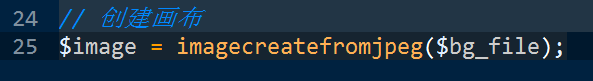 24 // 创建画布
25 $image = imagecreatefromjpeg($bg_file);